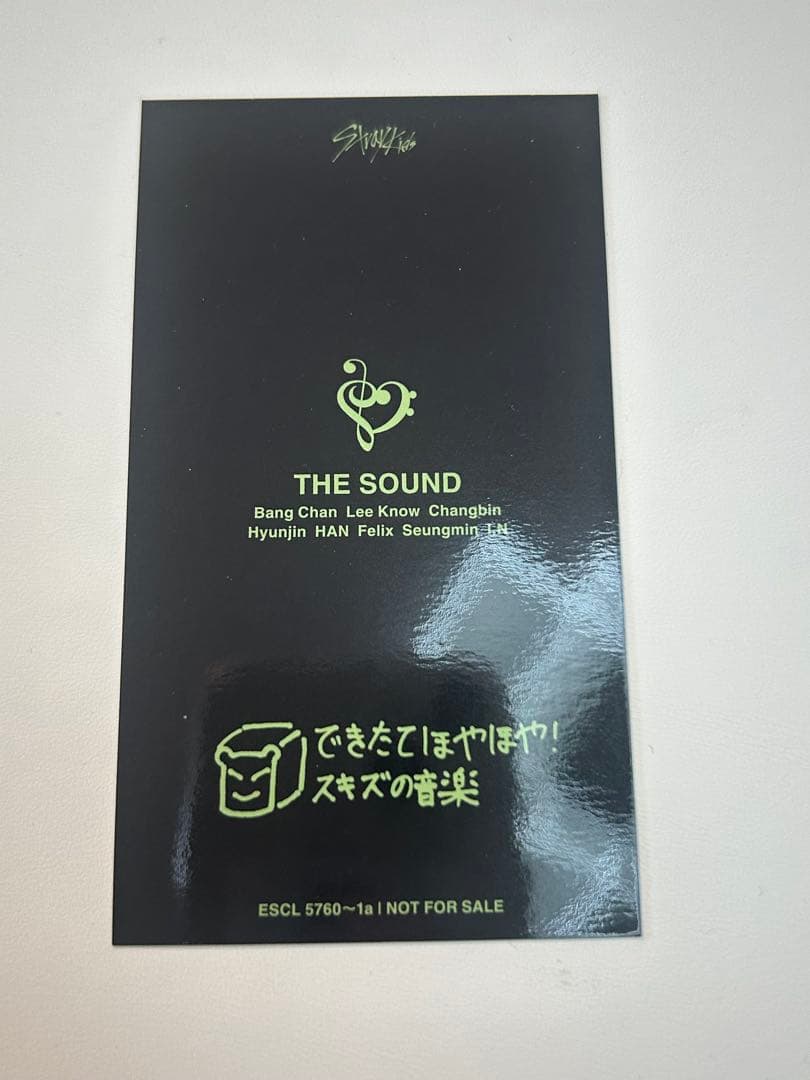 Stray Kids
THE SOUND
Bang Chan Lee Know Changbin
Hyunjin HAN Felix Seungmin I.N
できたてほやほや!
スキズの音楽
ESCL 5760〜1a | NOT FOR SALE